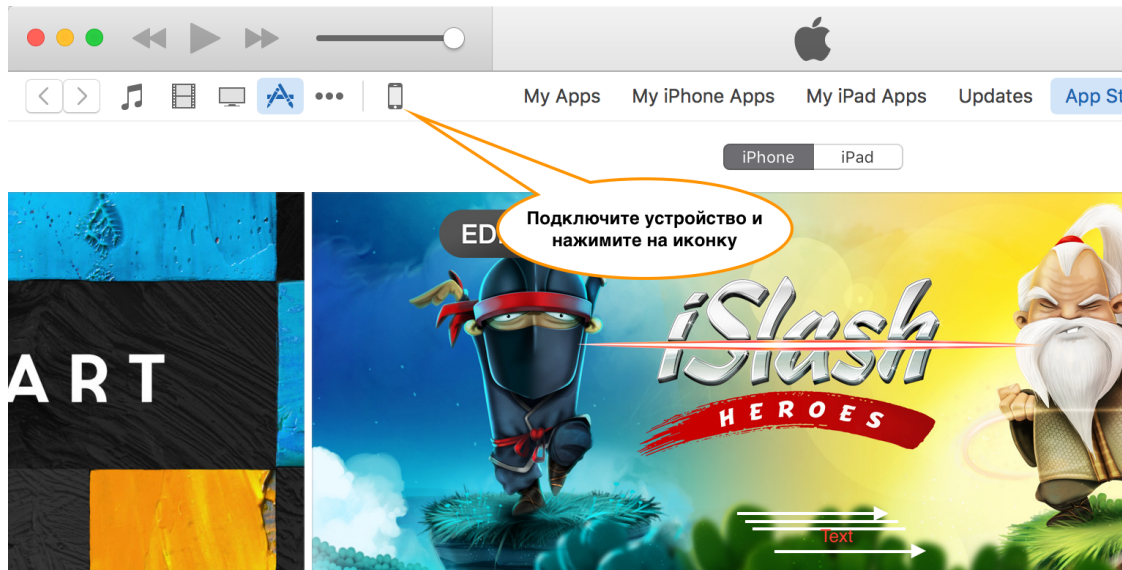 My Apps My iPhone Apps My iPad Apps Updates App St
iPhone iPad
Подключите устройство и
нажимите на иконку
ED
ART
iSlash
HEROES
Text